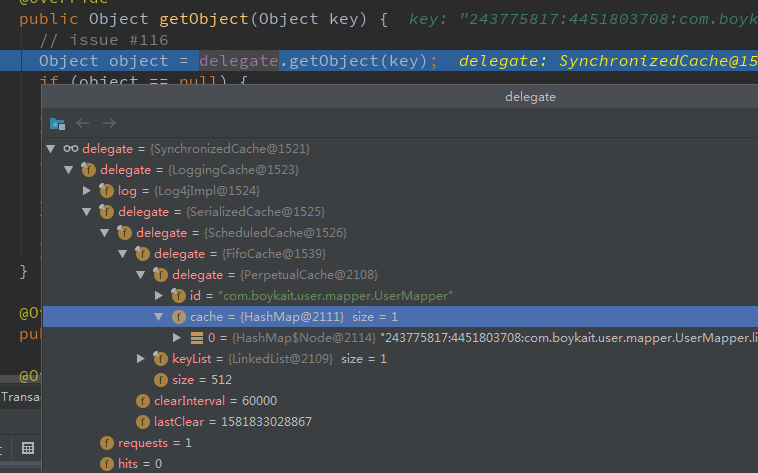 @Override
public Object getObject(Object key) {  key: "243775817:4451803708:com.boyk
// issue #116
Object object = delegate.getObject(key);  delegate: SynchronizedCache@15
if (object == null) {
delegate
delegate = {SynchronizedCache@1521}
delegate = {LoggingCache@1523}
log = {Log4jImpl@1524}
delegate = {SerializedCache@1525}
delegate = {ScheduledCache@1526}
delegate = {FifoCache@1539}
delegate = {PerpetualCache@2108}
id = "com.boykait.user.mapper.UserMapper"
cache = {HashMap@2111}  size = 1
0 = {HashMap$Node@2114} "243775817:4451803708:com.boykait.user.mapper.UserMapper.li
keyList = {LinkedList@2109}  size = 1
size = 512
clearInterval = 60000
lastClear = 1581833028867
requests = 1
hits = 0
}
@O
pu
@O
Transa